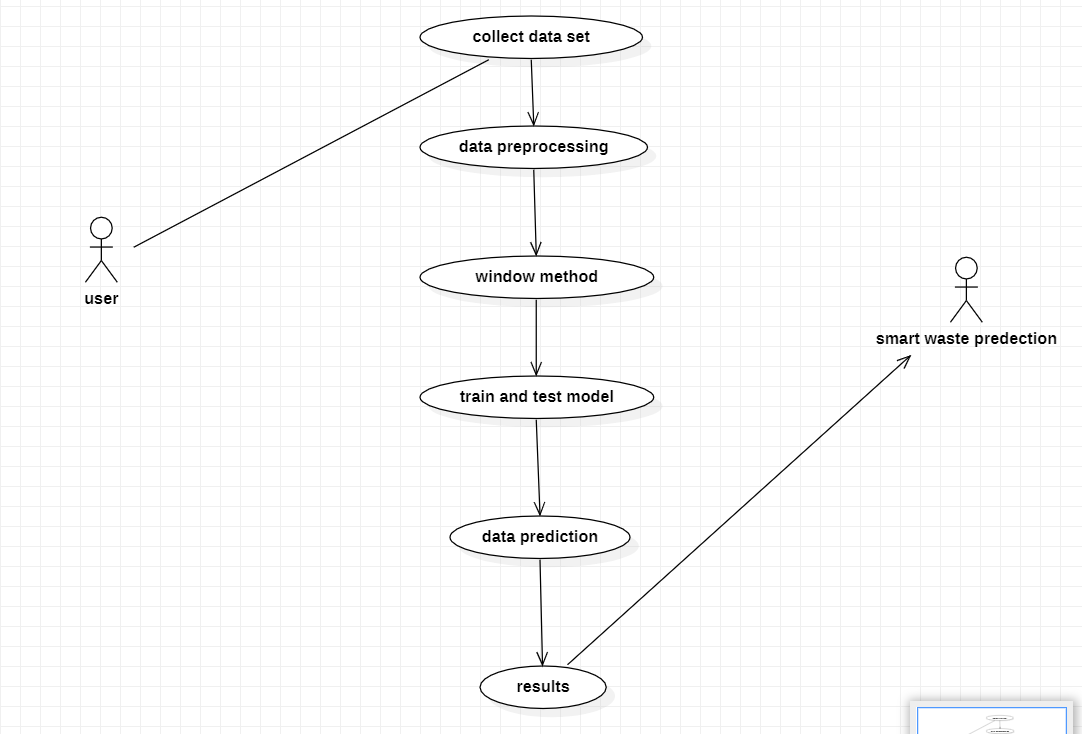 collect data set
data preprocessing
user
window method
smart waste predection
train and test model
data prediction
results